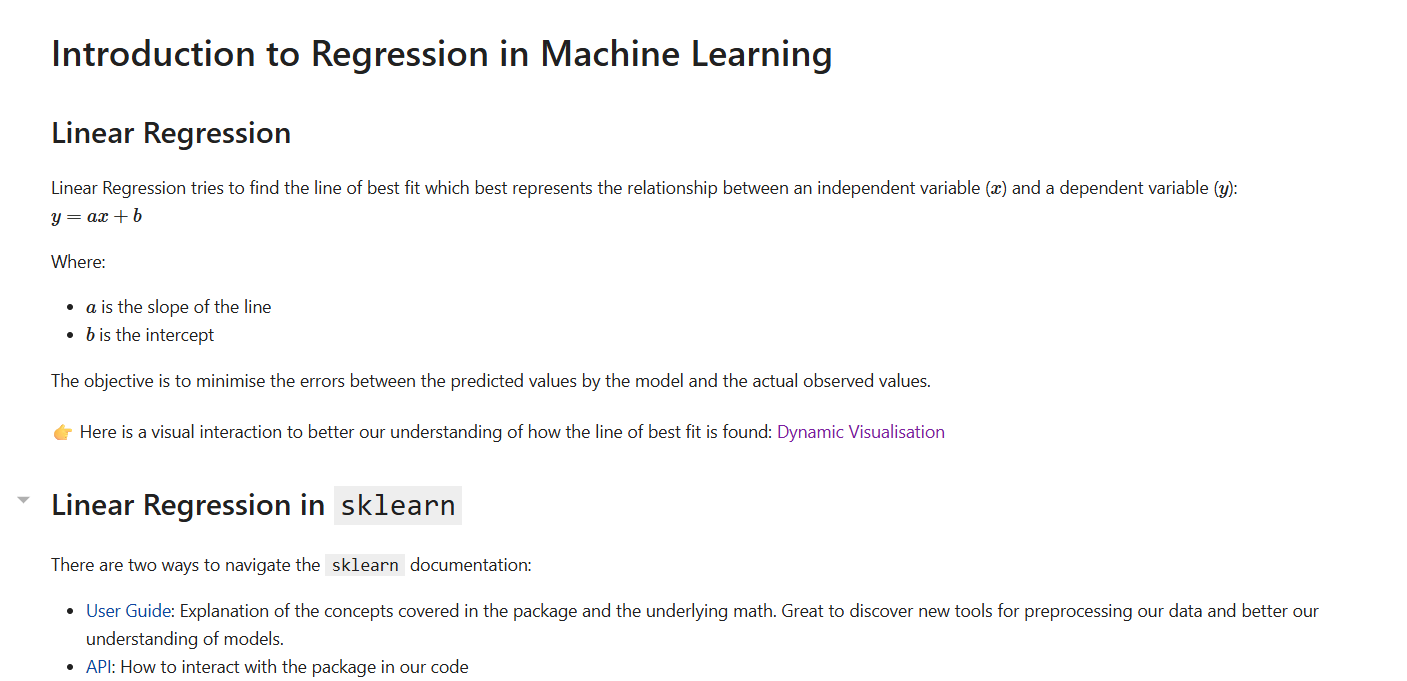 Introduction to Regression in Machine Learning
Linear Regression
Linear Regression tries to find the line of best fit which best represents the relationship between an independent variable (x) and a dependent variable (y):
y = ax + b
Where:
• a is the slope of the line
• b is the intercept
The objective is to minimise the errors between the predicted values by the model and the actual observed values.
👉 Here is a visual interaction to better our understanding of how the line of best fit is found: Dynamic Visualisation
Linear Regression in sklearn
There are two ways to navigate the sklearn documentation:
• User Guide: Explanation of the concepts covered in the package and the underlying math. Great to discover new tools for preprocessing our data and better our
understanding of models.
• API: How to interact with the package in our code